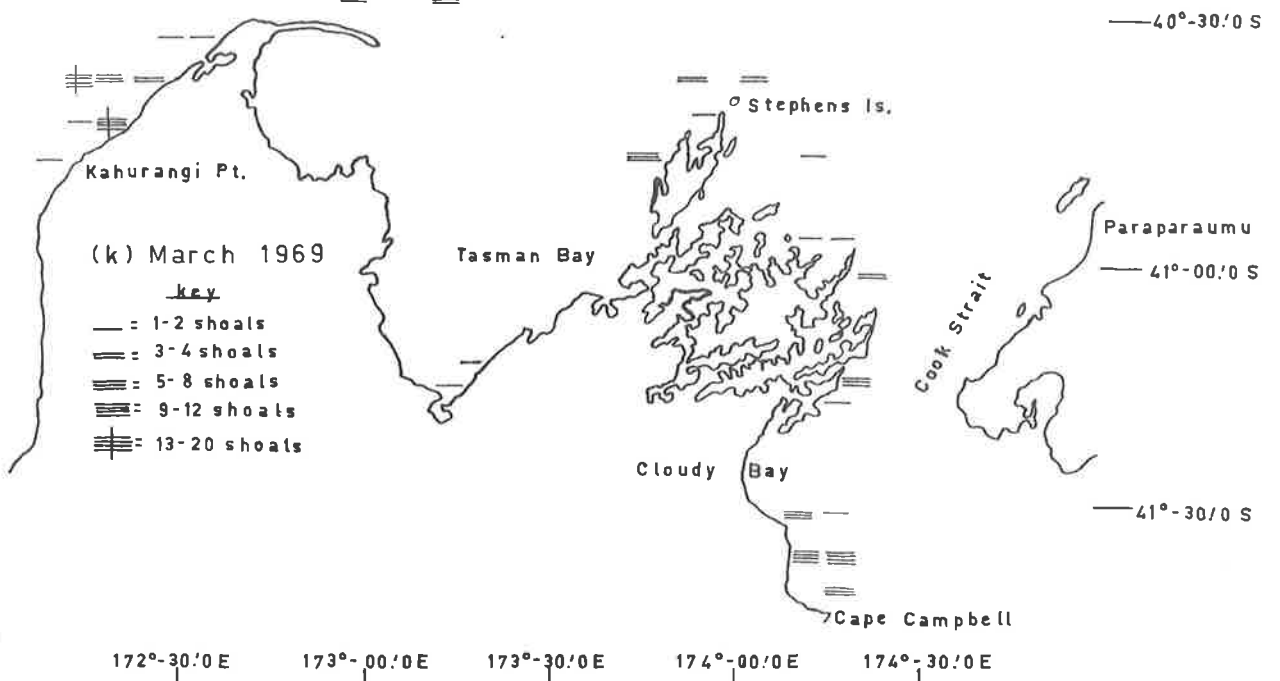 40°-30!0 S
Stephens Is.
Kahurangi Pt.
Paraparaumu
(k) March 1969
Tasman Bay
41°-00!0 S
key
= 1-2 shoals
= 3-4 shoals
= 5-8 shoals
= 9-12 shoals
= 13-20 shoals
Cook Strait
Cloudy Bay
41°-30!0 S
Cape Campbell
172°-30!0 E
173°-00!0 E
173°-30!0 E
174°-00!0 E
174°-30!0 E